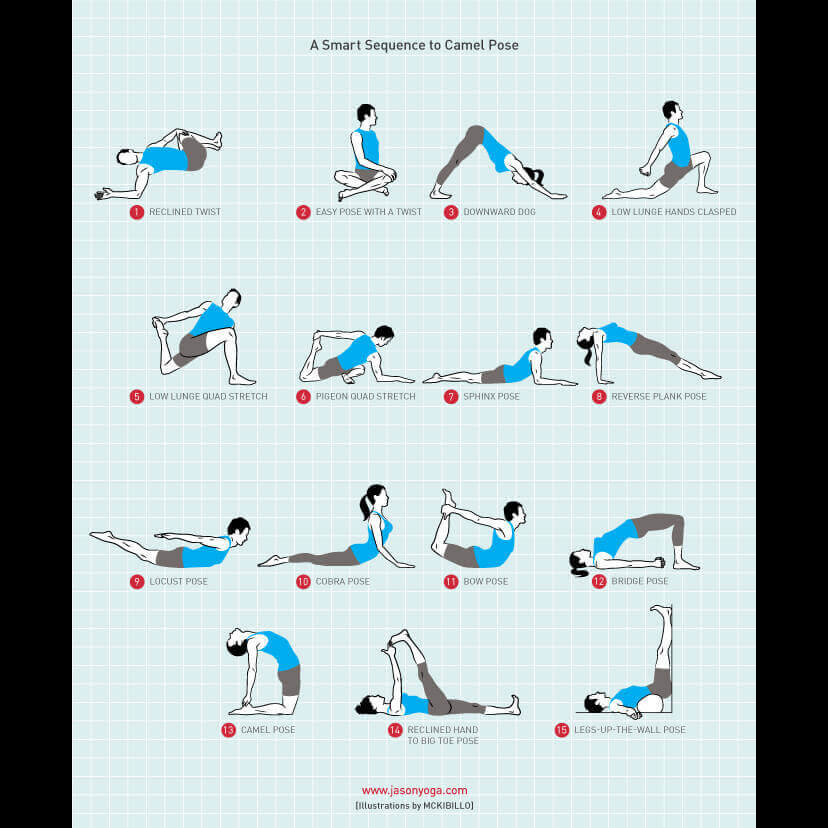 A Smart Sequence to Camel Pose
1 RECLINED TWIST
2 EASY POSE WITH A TWIST
3 DOWNWARD DOG
4 LOW LUNGE HANDS CLASPED
5 LOW LUNGE QUAD STRETCH
6 PIGEON QUAD STRETCH
7 SPHINX POSE
8 REVERSE PLANK POSE
9 LOCUST POSE
10 COBRA POSE
11 BOW POSE
12 BRIDGE POSE
13 CAMEL POSE
14 RECLINED HAND
TO BIG TOE POSE
15 LEGS-UP-THE-WALL POSE
www.jasonyoga.com
[Illustrations by MCKIBILLO]